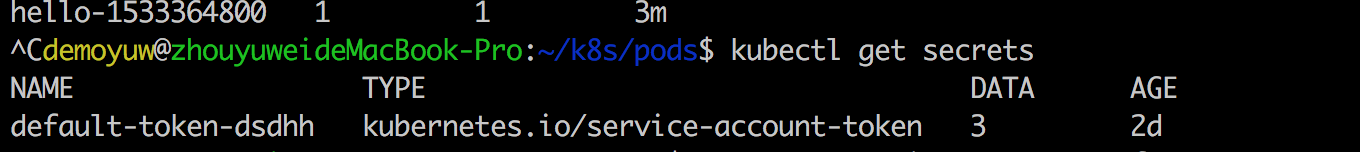 hello-1533364800 1 1 3m
^Cdemoyuw@zhouyuweideMacBook-Pro:~/k8s/pods$ kubectl get secrets
NAME TYPE DATA AGE
default-token-dsdhh kubernetes.io/service-account-token 3 2d